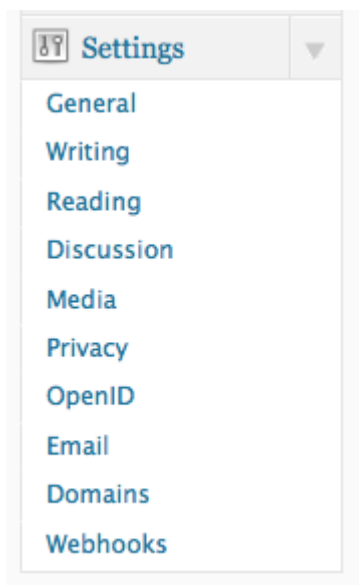 Settings
General
Writing
Reading
Discussion
Media
Privacy
OpenID
Email
Domains
Webhooks